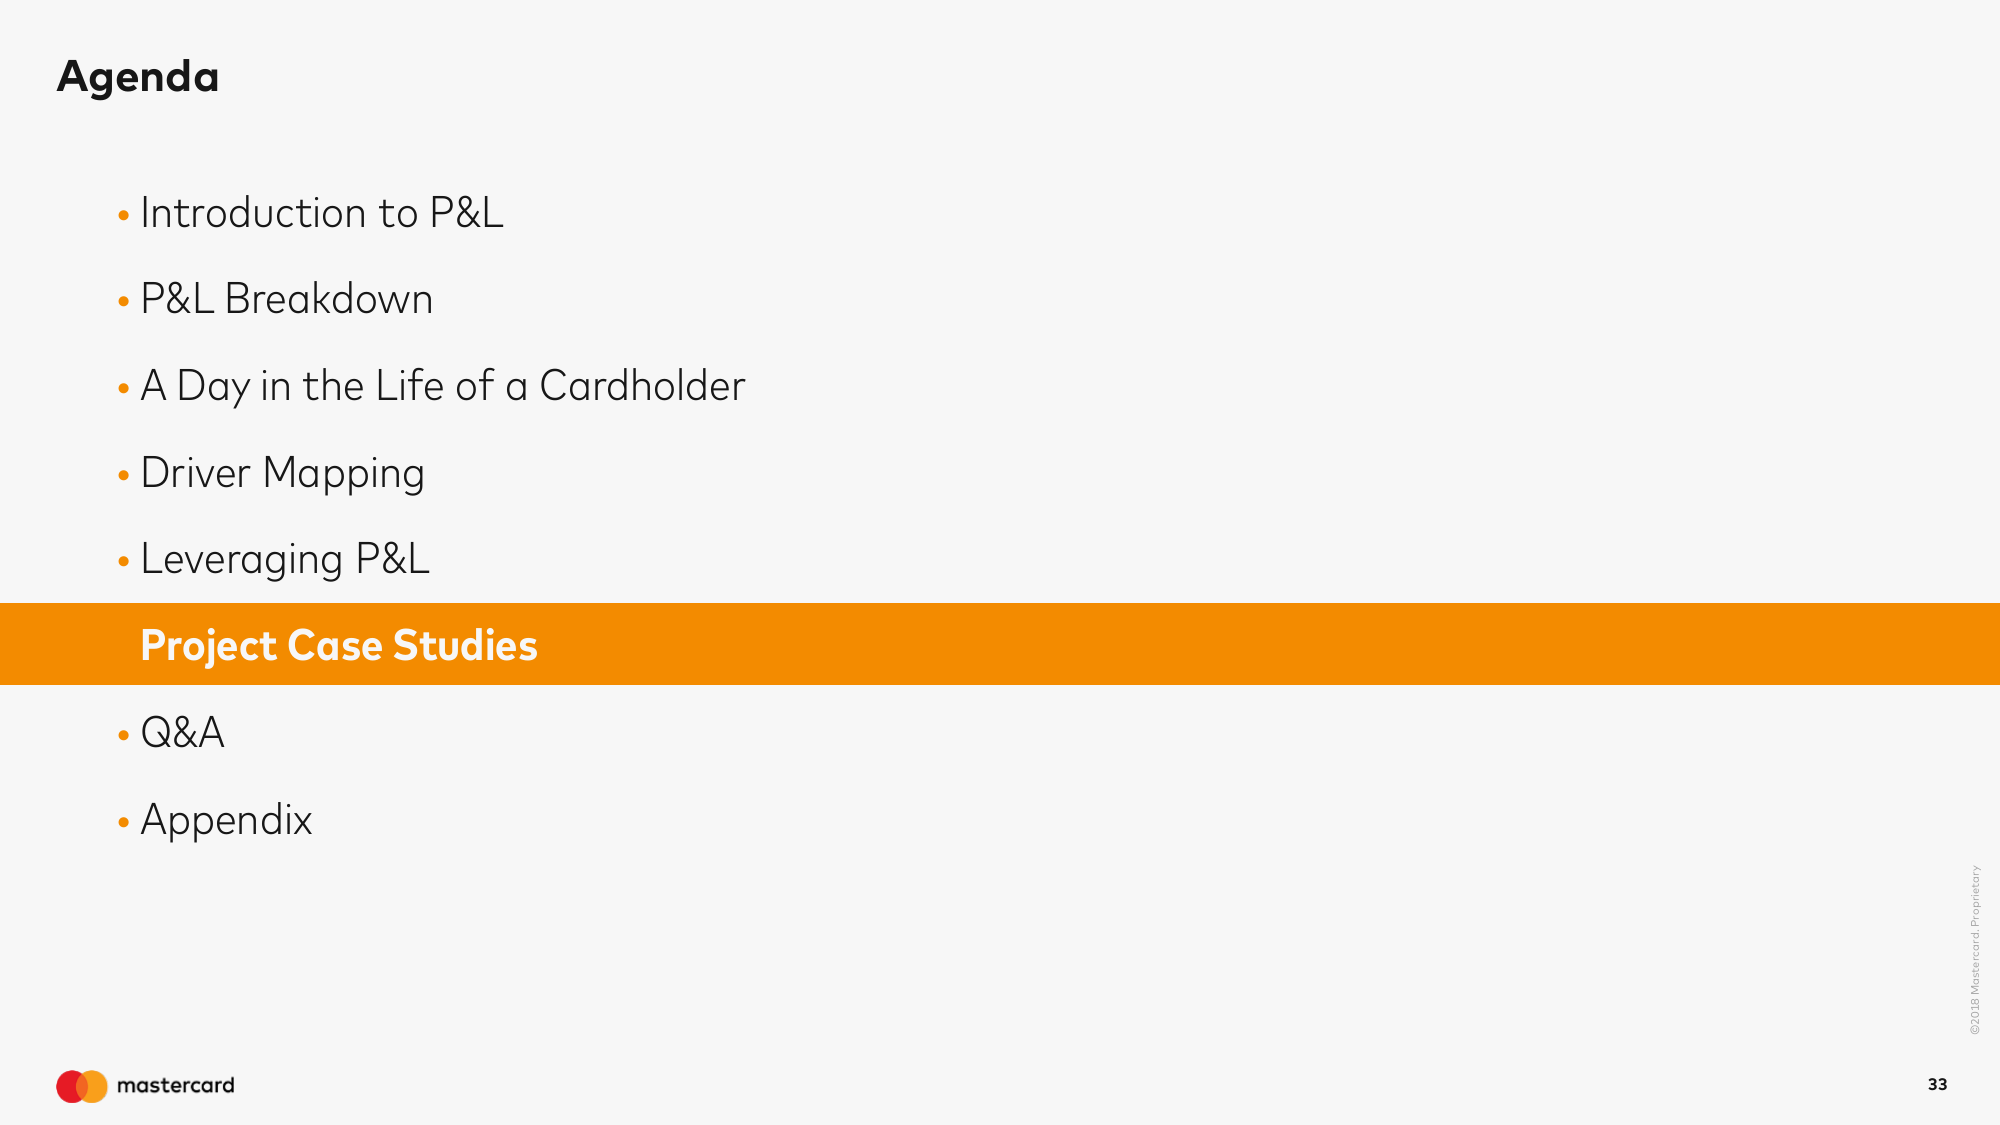 Agenda
• Introduction to P&L
• P&L Breakdown
• A Day in the Life of a Cardholder
• Driver Mapping
• Leveraging P&L
Project Case Studies
• Q&A
• Appendix
©2018 Mastercard. Proprietary
mastercard
33